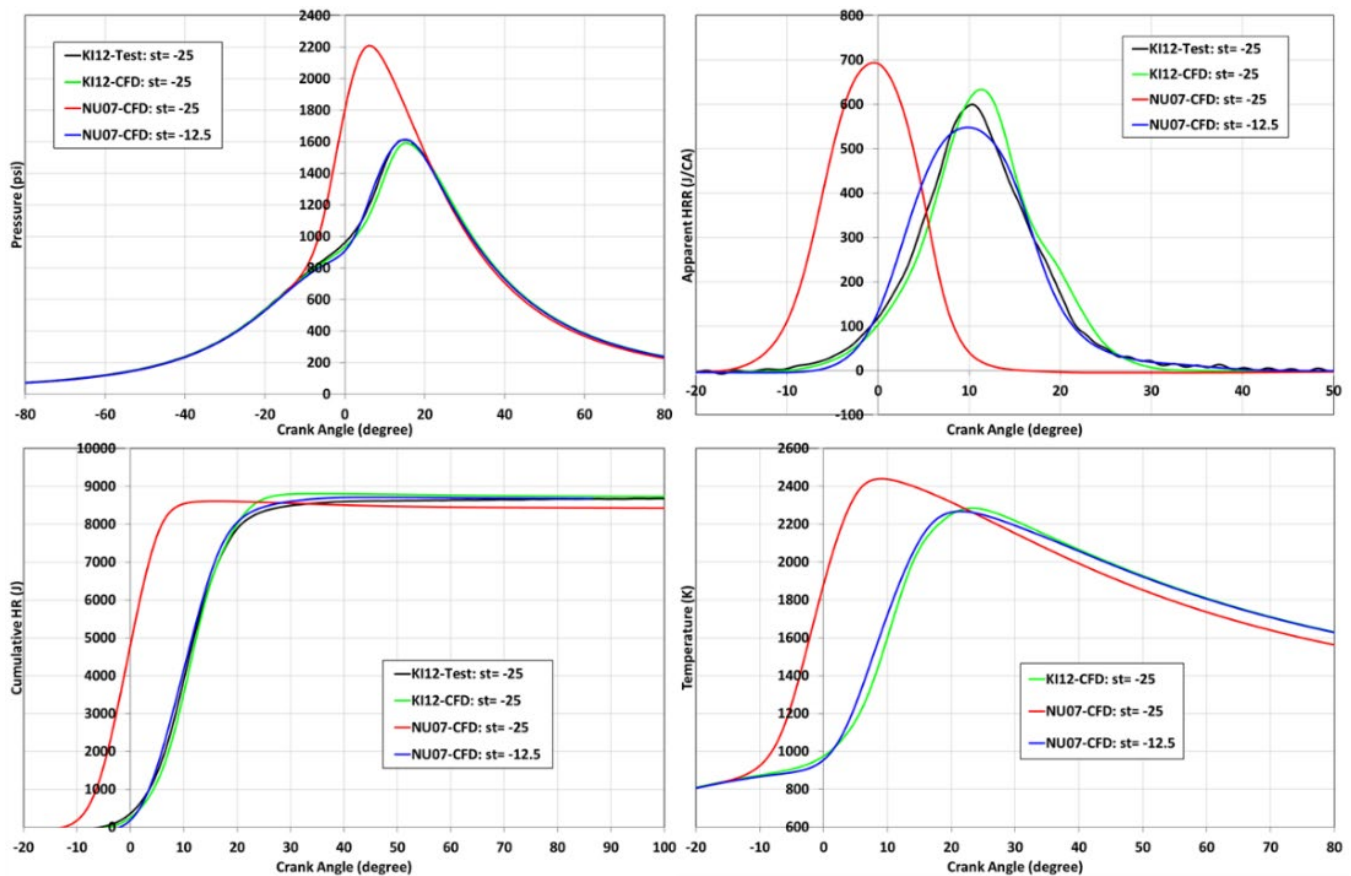 2400
2200
2000
1800
1600
1400
1200
1000
800
600
400
200
0
Pressure (psi)
KI12-Test: st= -25
KI12-CFD: st= -25
NU07-CFD: st= -25
NU07-CFD: st= -12.5
-80 -60 -40 -20 0 20 40 60 80
Crank Angle (degree)
800
700
600
500
400
300
200
100
0
-100
Apparent HRR (J/CA)
KI12-Test: st= -25
KI12-CFD: st= -25
NU07-CFD: st= -25
NU07-CFD: st= -12.5
-20 -10 0 10 20 30 40 50
Crank Angle (degree)
10000
9000
8000
7000
6000
5000
4000
3000
2000
1000
0
Cumulative HR (J)
KI12-Test: st= -25
KI12-CFD: st= -25
NU07-CFD: st= -25
NU07-CFD: st= -12.5
-20 -10 0 10 20 30 40 50 60 70 80 90 100
Crank Angle (degree)
2600
2400
2200
2000
1800
1600
1400
1200
1000
800
600
Temperature (K)
KI12-CFD: st= -25
NU07-CFD: st= -25
NU07-CFD: st= -12.5
-20 -10 0 10 20 30 40 50 60 70 80
Crank Angle (degree)